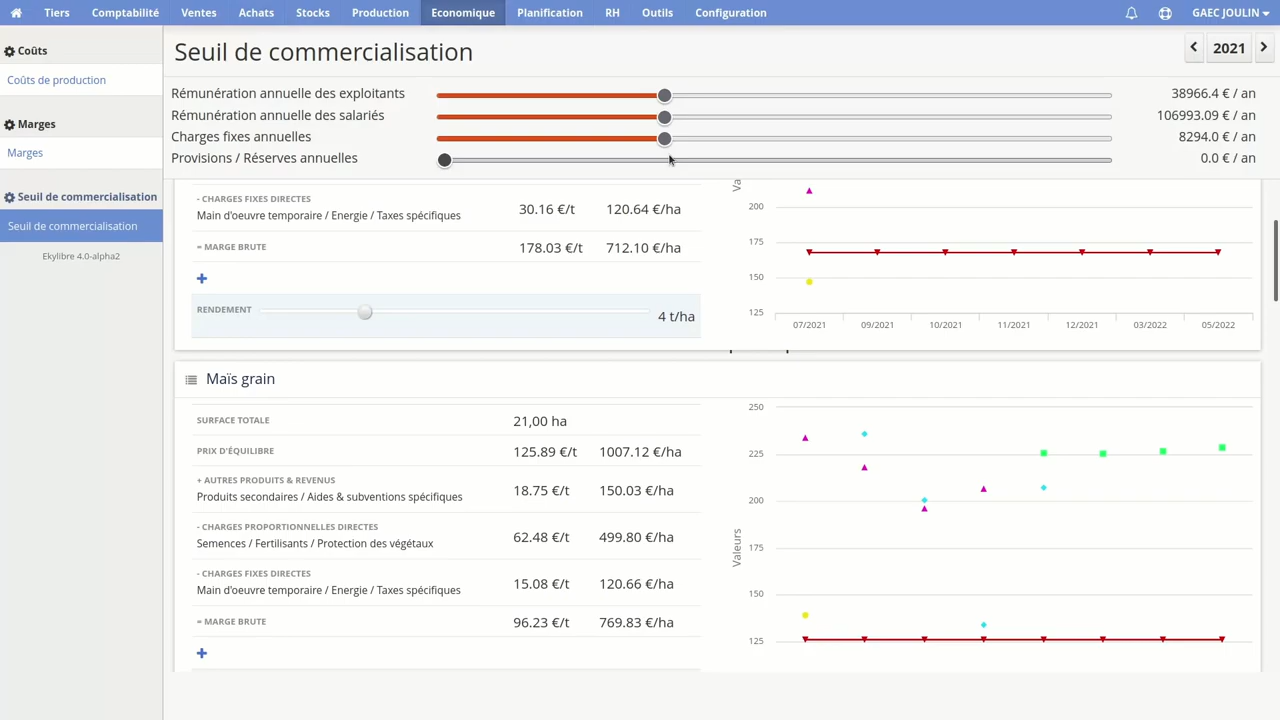 Tiers Comptabilité Ventes Achats Stocks Production Economique Planification RH Outils Configuration GAEC JOULIN
Coûts
Coûts de production
Marges
Marges
Seuil de commercialisation
Seuil de commercialisation
Ekylibre 4.0-alpha2
Seuil de commercialisation
2021
Rémunération annuelle des exploitants 38966.4 € / an
Rémunération annuelle des salariés 106993.09 € / an
Charges fixes annuelles 8294.0 € / an
Provisions / Réserves annuelles 0.0 € / an
- CHARGES FIXES DIRECTES
Main d'oeuvre temporaire / Energie / Taxes spécifiques 30.16 €/t 120.64 €/ha
= MARGE BRUTE 178.03 €/t 712.10 €/ha
RENDEMENT 4 t/ha
Va
200
175
150
125
07/2021 09/2021 10/2021 11/2021 12/2021 03/2022 05/2022
Maïs grain
SURFACE TOTALE 21,00 ha
PRIX D'ÉQUILIBRE 125.89 €/t 1007.12 €/ha
+ AUTRES PRODUITS & REVENUS
Produits secondaires / Aides & subventions spécifiques 18.75 €/t 150.03 €/ha
- CHARGES PROPORTIONNELLES DIRECTES
Semences / Fertilisants / Protection des végétaux 62.48 €/t 499.80 €/ha
- CHARGES FIXES DIRECTES
Main d'oeuvre temporaire / Energie / Taxes spécifiques 15.08 €/t 120.66 €/ha
= MARGE BRUTE 96.23 €/t 769.83 €/ha
Valeurs
250
225
200
175
150
125